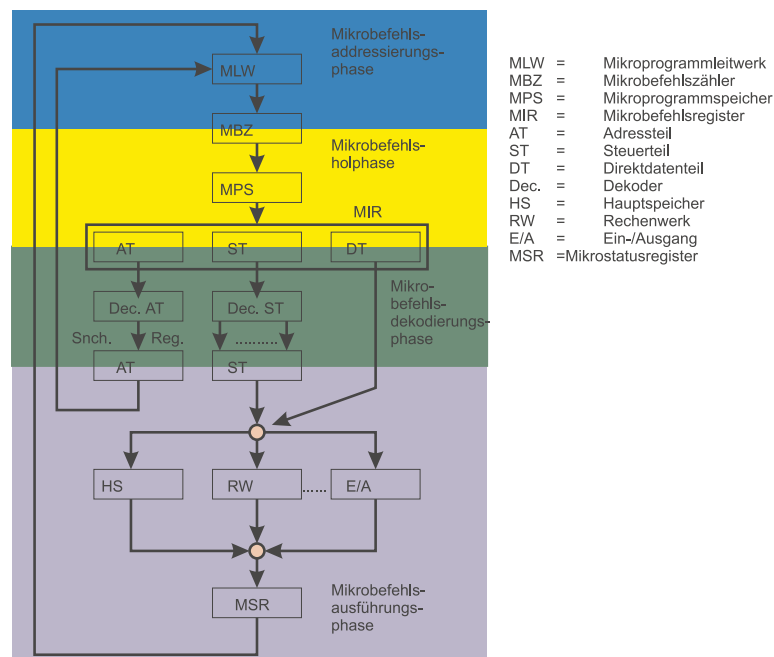 Mikrobefehls-
addressierungs-
phase
MLW
MBZ
Mikrobefehls-
holphase
MPS
MIR
AT ST DT
Dec. AT Dec. ST
Mikro-
befehls-
dekodierungs-
phase
Snch. Reg. ..........
AT ST
HS RW ...... E/A
MSR
Mikrobefehls-
ausführungs-
phase
MLW = Mikroprogrammleitwerk
MBZ = Mikrobefehlszähler
MPS = Mikroprogrammspeicher
MIR = Mikrobefehlsregister
AT = Adressteil
ST = Steuerteil
DT = Direktdatenteil
Dec. = Dekoder
HS = Hauptspeicher
RW = Rechenwerk
E/A = Ein-/Ausgang
MSR =Mikrostatusregister